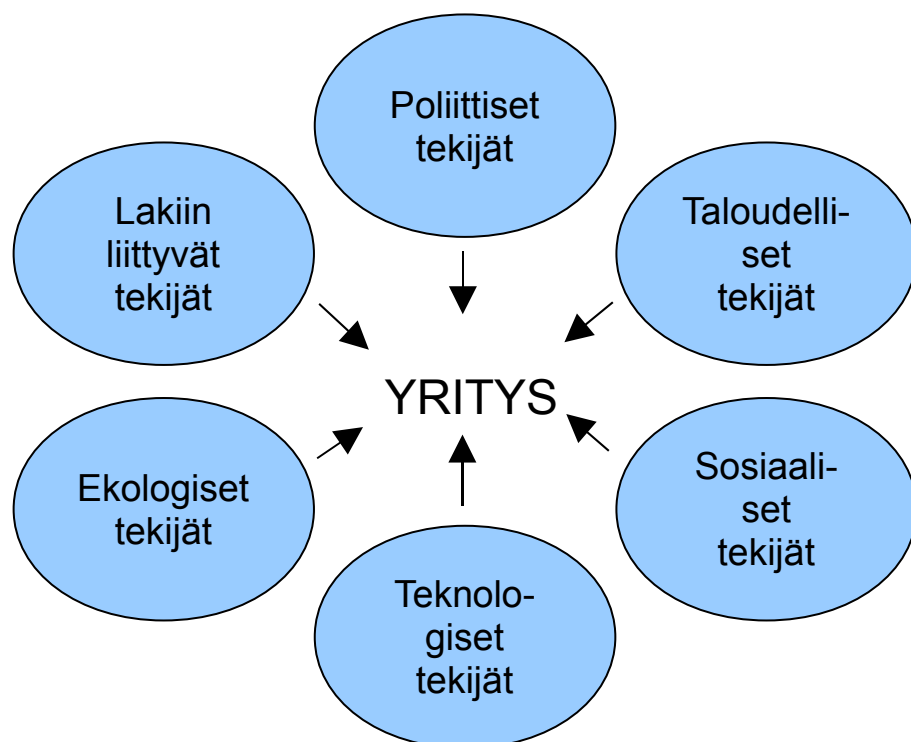 Poliittiset
tekijät
Lakiin
liittyvät
tekijät
Taloudelli-
set
tekijät
YRITYS
Ekologiset
tekijät
Sosiaali-
set
tekijät
Teknolo-
giset
tekijät